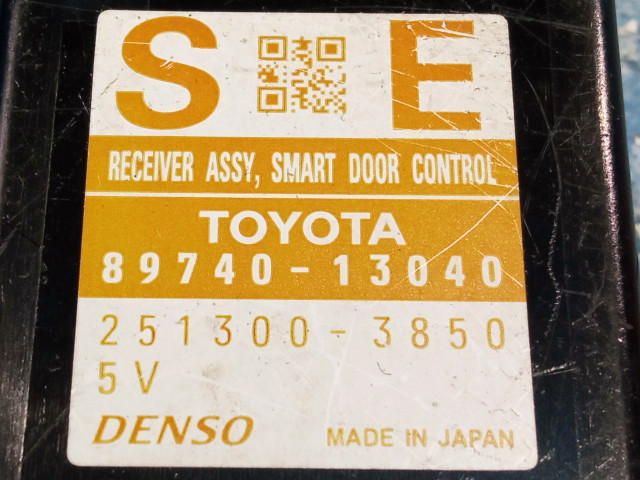 S E
RECEIVER ASSY, SMART DOOR CONTROL
TOYOTA
89740-13040
251300-3850
5V
DENSO MADE IN JAPAN